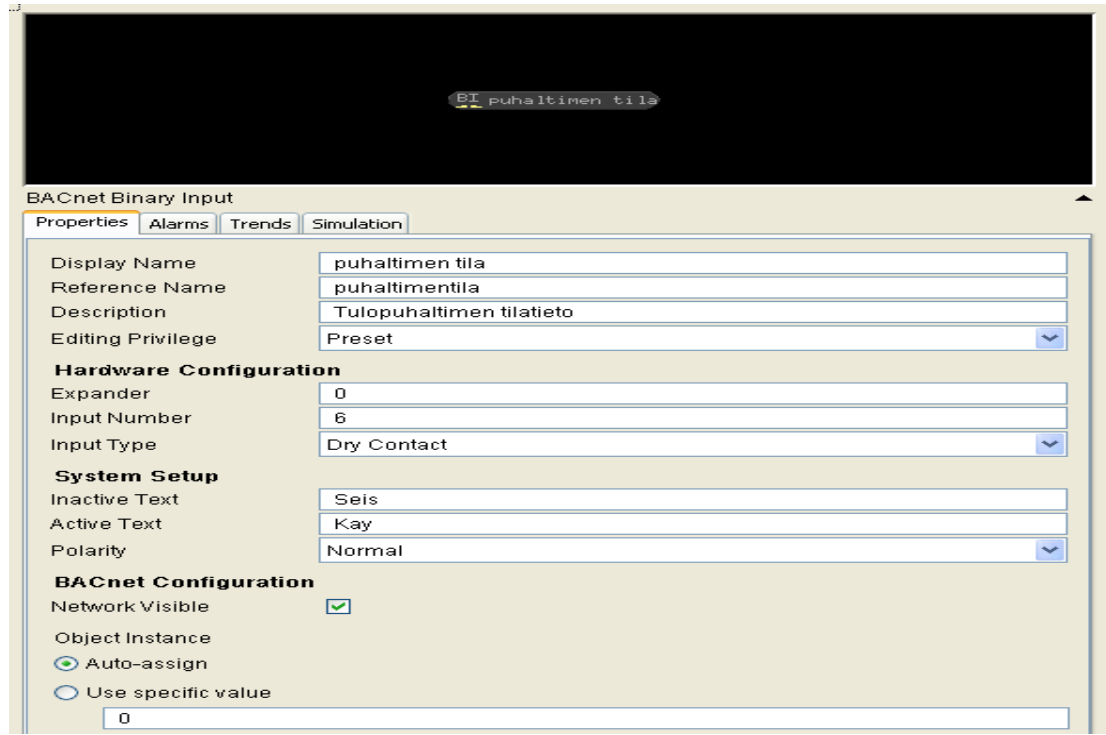 BI puhaltimen tila
BACnet Binary Input
Properties Alarms Trends Simulation
Display Name puhaltimen tila
Reference Name puhaltimentila
Description Tulopuhaltimen tilatieto
Editing Privilege Preset
Hardware Configuration
Expander 0
Input Number 6
Input Type Dry Contact
System Setup
Inactive Text Seis
Active Text Kay
Polarity Normal
BACnet Configuration
Network Visible
Object Instance
Auto-assign
Use specific value
0